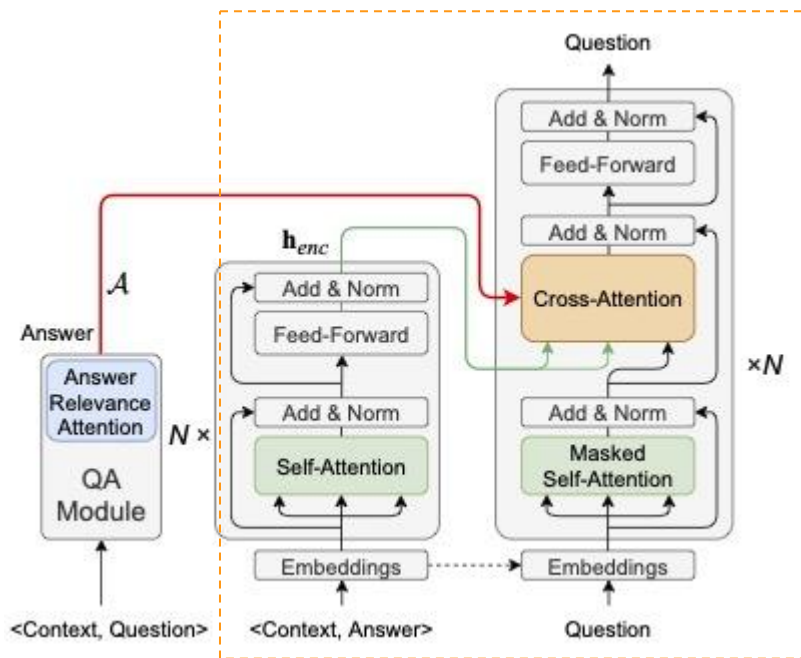 Question
Add & Norm
Feed-Forward
Add & Norm
Cross-Attention
×N
Add & Norm
Masked
Self-Attention
Embeddings
Question
h_enc
Add & Norm
Feed-Forward
Add & Norm
N ×
Self-Attention
Embeddings
<Context, Answer>
𝒜
Answer
Answer
Relevance
Attention
QA
Module
<Context, Question>